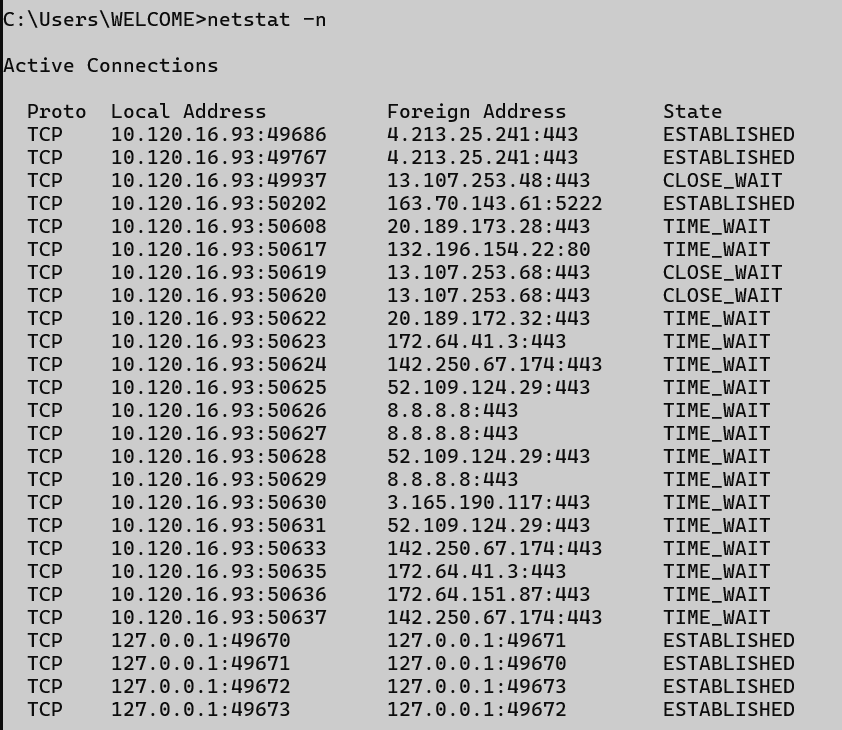 C:\Users\WELCOME>netstat -n
Active Connections
Proto Local Address Foreign Address State
TCP 10.120.16.93:49686 4.213.25.241:443 ESTABLISHED
TCP 10.120.16.93:49767 4.213.25.241:443 ESTABLISHED
TCP 10.120.16.93:49937 13.107.253.48:443 CLOSE_WAIT
TCP 10.120.16.93:50202 163.70.143.61:5222 ESTABLISHED
TCP 10.120.16.93:50608 20.189.173.28:443 TIME_WAIT
TCP 10.120.16.93:50617 132.196.154.22:80 TIME_WAIT
TCP 10.120.16.93:50619 13.107.253.68:443 CLOSE_WAIT
TCP 10.120.16.93:50620 13.107.253.68:443 CLOSE_WAIT
TCP 10.120.16.93:50622 20.189.172.32:443 TIME_WAIT
TCP 10.120.16.93:50623 172.64.41.3:443 TIME_WAIT
TCP 10.120.16.93:50624 142.250.67.174:443 TIME_WAIT
TCP 10.120.16.93:50625 52.109.124.29:443 TIME_WAIT
TCP 10.120.16.93:50626 8.8.8.8:443 TIME_WAIT
TCP 10.120.16.93:50627 8.8.8.8:443 TIME_WAIT
TCP 10.120.16.93:50628 52.109.124.29:443 TIME_WAIT
TCP 10.120.16.93:50629 8.8.8.8:443 TIME_WAIT
TCP 10.120.16.93:50630 3.165.190.117:443 TIME_WAIT
TCP 10.120.16.93:50631 52.109.124.29:443 TIME_WAIT
TCP 10.120.16.93:50633 142.250.67.174:443 TIME_WAIT
TCP 10.120.16.93:50635 172.64.41.3:443 TIME_WAIT
TCP 10.120.16.93:50636 172.64.151.87:443 TIME_WAIT
TCP 10.120.16.93:50637 142.250.67.174:443 TIME_WAIT
TCP 127.0.0.1:49670 127.0.0.1:49671 ESTABLISHED
TCP 127.0.0.1:49671 127.0.0.1:49670 ESTABLISHED
TCP 127.0.0.1:49672 127.0.0.1:49673 ESTABLISHED
TCP 127.0.0.1:49673 127.0.0.1:49672 ESTABLISHED